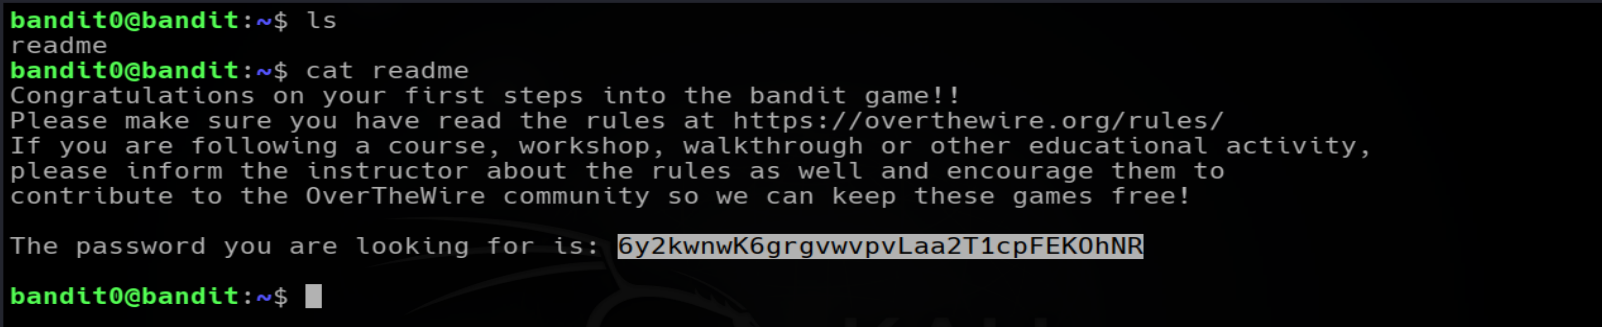 bandit0@bandit:~$ ls
readme
bandit0@bandit:~$ cat readme
Congratulations on your first steps into the bandit game!!
Please make sure you have read the rules at https://overthewire.org/rules/
If you are following a course, workshop, walkthrough or other educational activity,
please inform the instructor about the rules as well and encourage them to
contribute to the OverTheWire community so we can keep these games free!
The password you are looking for is: 6y2kwnwK6grgvwvpvLaa2T1cpFEKOhNR
bandit0@bandit:~$